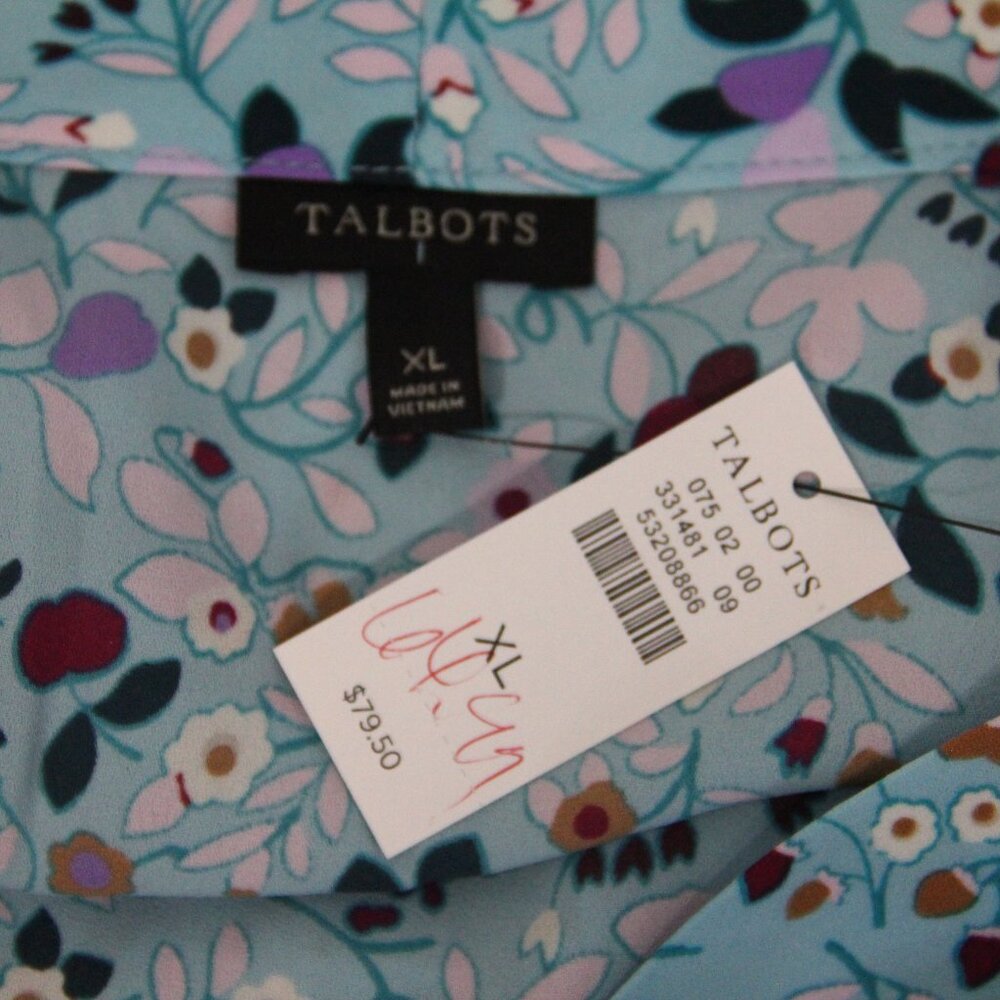 TALBOTS
XL
MADE IN
VIETNAM
TALBOTS
075 02 00
331481 09
53208866
XL
$79.50